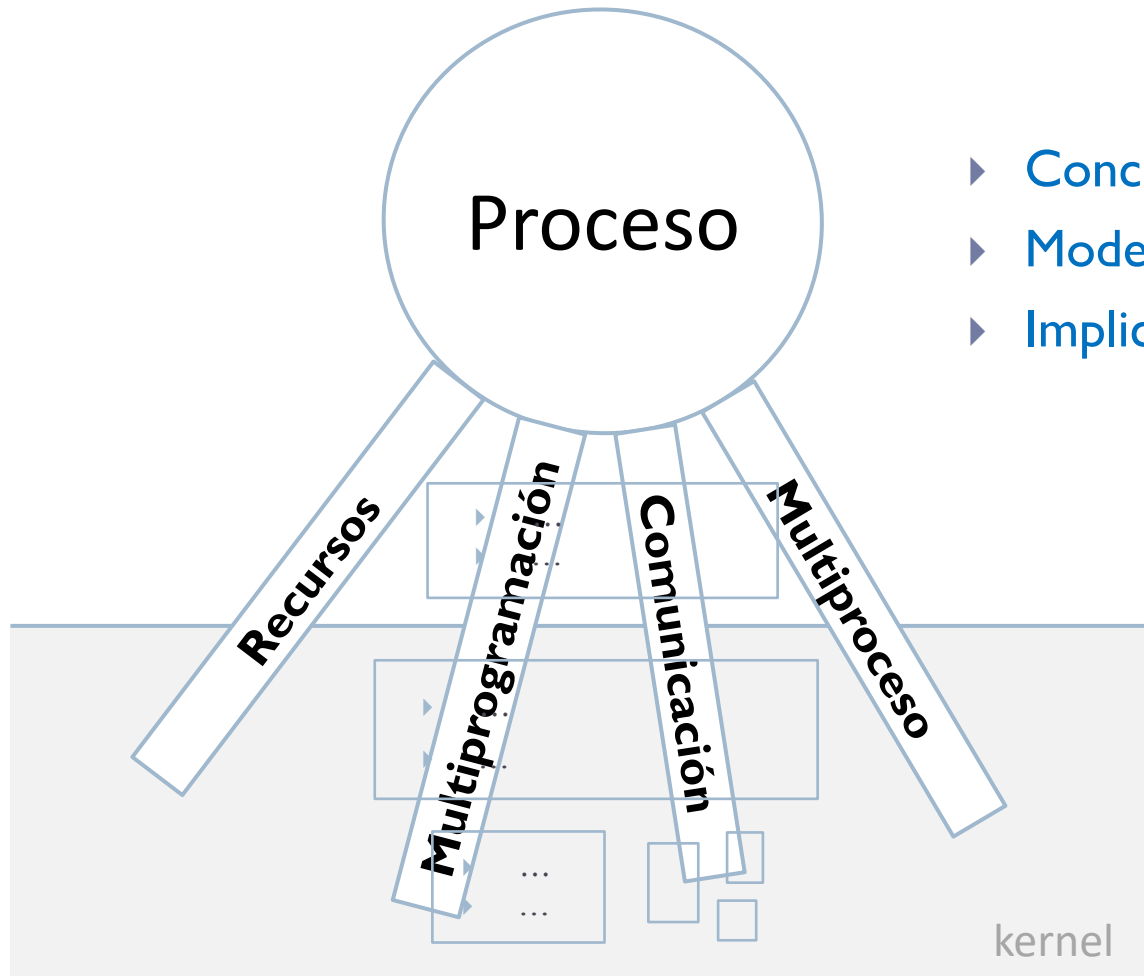 Proceso
Conc
Mode
Implic
Recursos
Multiprogramación
Comunicación
Multiproceso
...
...
...
...
...
...
kernel